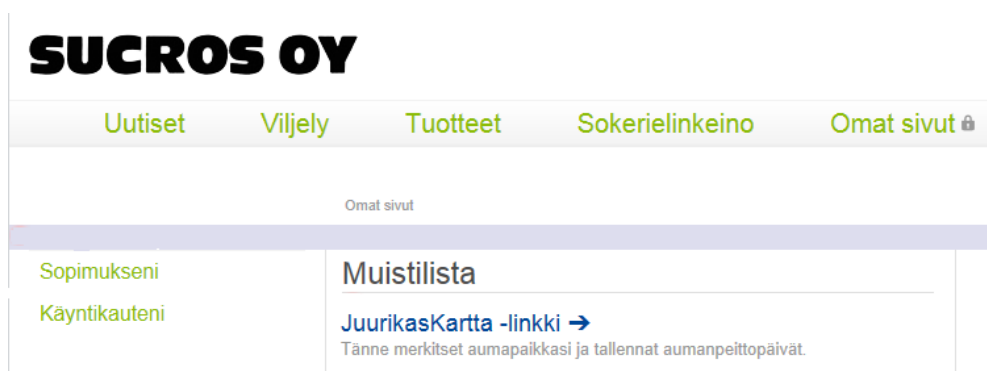 SUCROS OY
Uutiset Viljely Tuotteet Sokerielinkeino Omat sivut
Omat sivut
Sopimukseni
Muistilista
Käyntikauteni
JuurikasKartta -linkki →
Tänne merkitset aumapaikkasi ja tallennat aumanpeittopäivät.